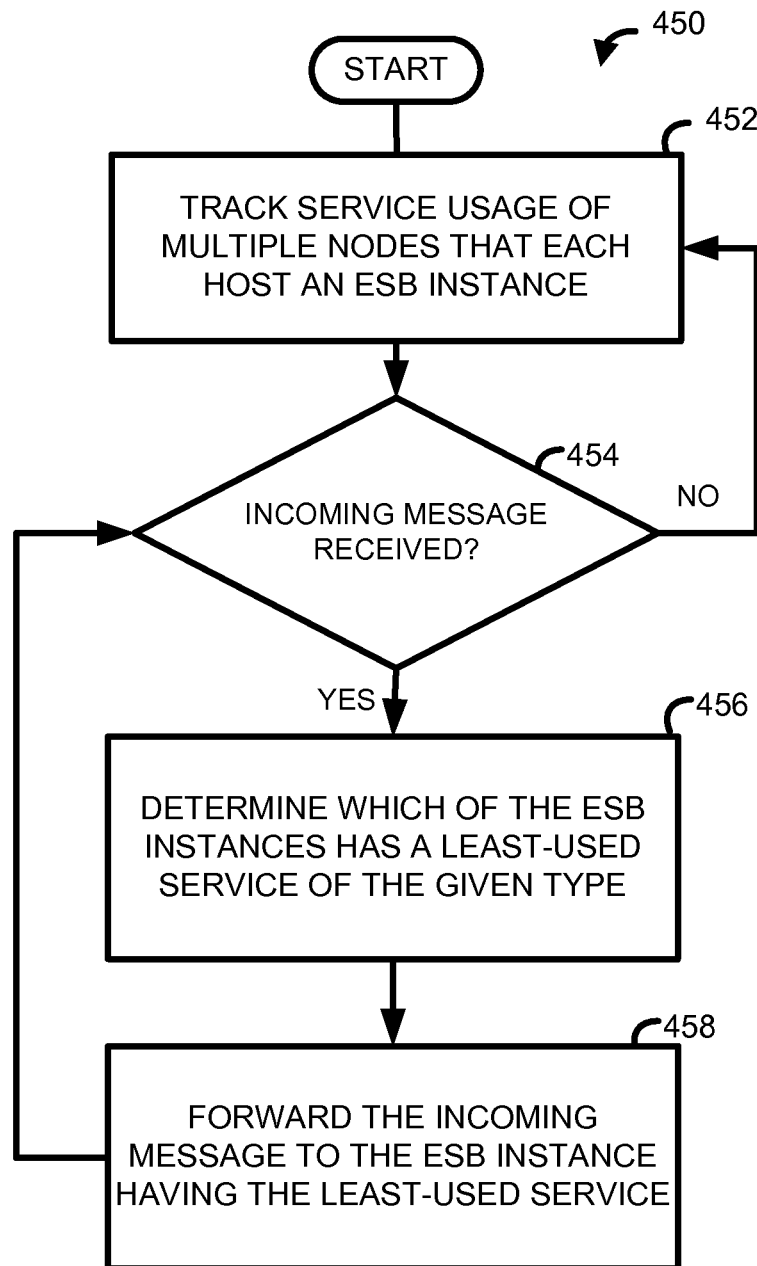 450
START
452
TRACK SERVICE USAGE OF
MULTIPLE NODES THAT EACH
HOST AN ESB INSTANCE
454
INCOMING MESSAGE
RECEIVED?
NO
YES
456
DETERMINE WHICH OF THE ESB
INSTANCES HAS A LEAST-USED
SERVICE OF THE GIVEN TYPE
458
FORWARD THE INCOMING
MESSAGE TO THE ESB INSTANCE
HAVING THE LEAST-USED SERVICE